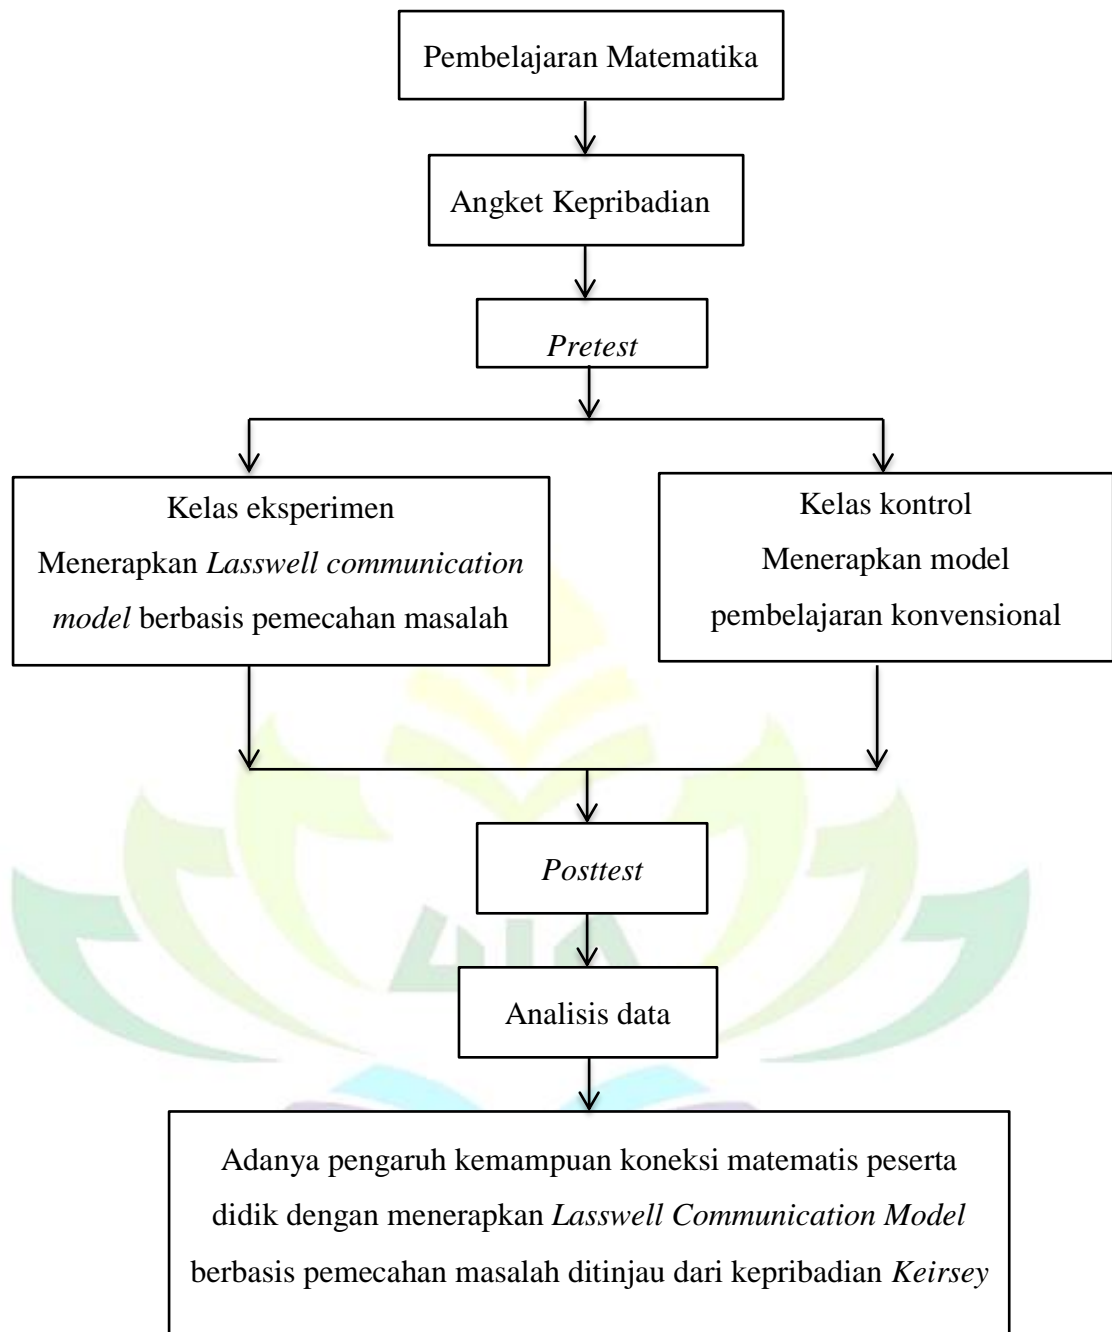 Pembelajaran Matematika
Angket Kepribadian
Pretest
Kelas eksperimen
Menerapkan Lasswell communication
model berbasis pemecahan masalah
Kelas kontrol
Menerapkan model
pembelajaran konvensional
Posttest
Analisis data
Adanya pengaruh kemampuan koneksi matematis peserta
didik dengan menerapkan Lasswell Communication Model
berbasis pemecahan masalah ditinjau dari kepribadian Keirsey